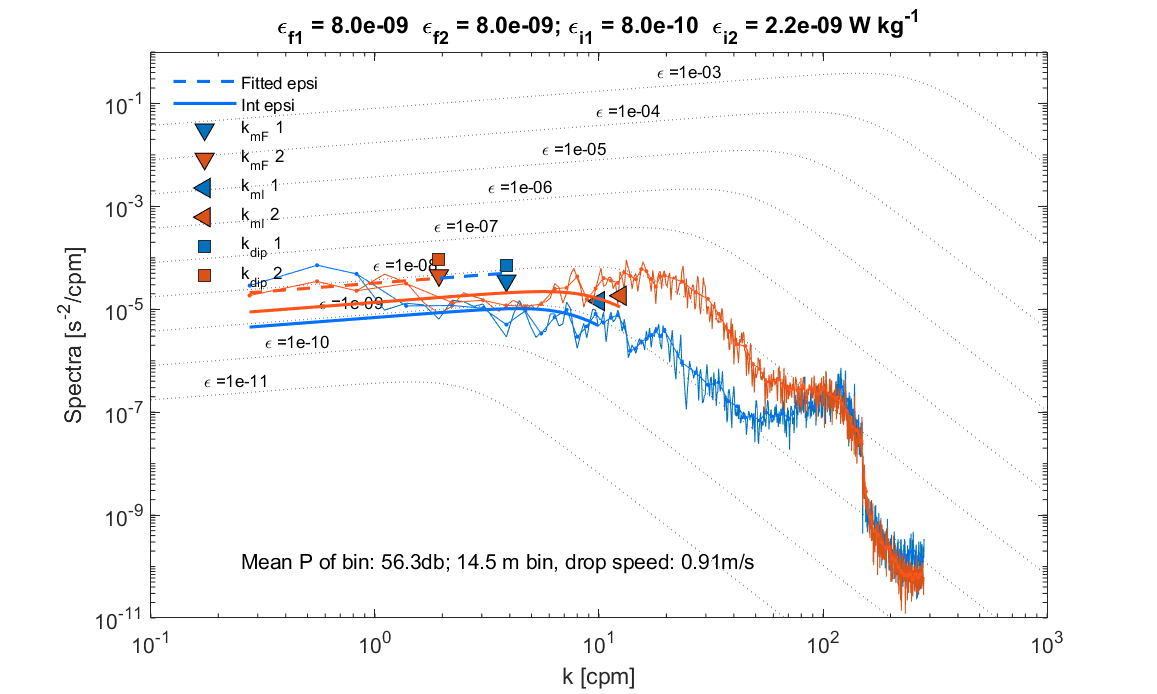 ϵf1 = 8.0e-09 ϵf2 = 8.0e-09; ϵi1 = 8.0e-10 ϵi2 = 2.2e-09 W kg-1
Fitted epsi
Int epsi
kmF 1
kmF 2
kmI 1
kmI 2
kdip 1
kdip 2
ϵ =1e-03
ϵ =1e-04
ϵ =1e-05
ϵ =1e-06
ϵ =1e-07
ϵ =1e-08
ϵ =1e-09
ϵ =1e-10
ϵ =1e-11
10-1
10-3
10-5
10-7
10-9
10-11
Spectra [s-2/cpm]
Mean P of bin: 56.3db; 14.5 m bin, drop speed: 0.91m/s
10-1 100 101 102 103
k [cpm]